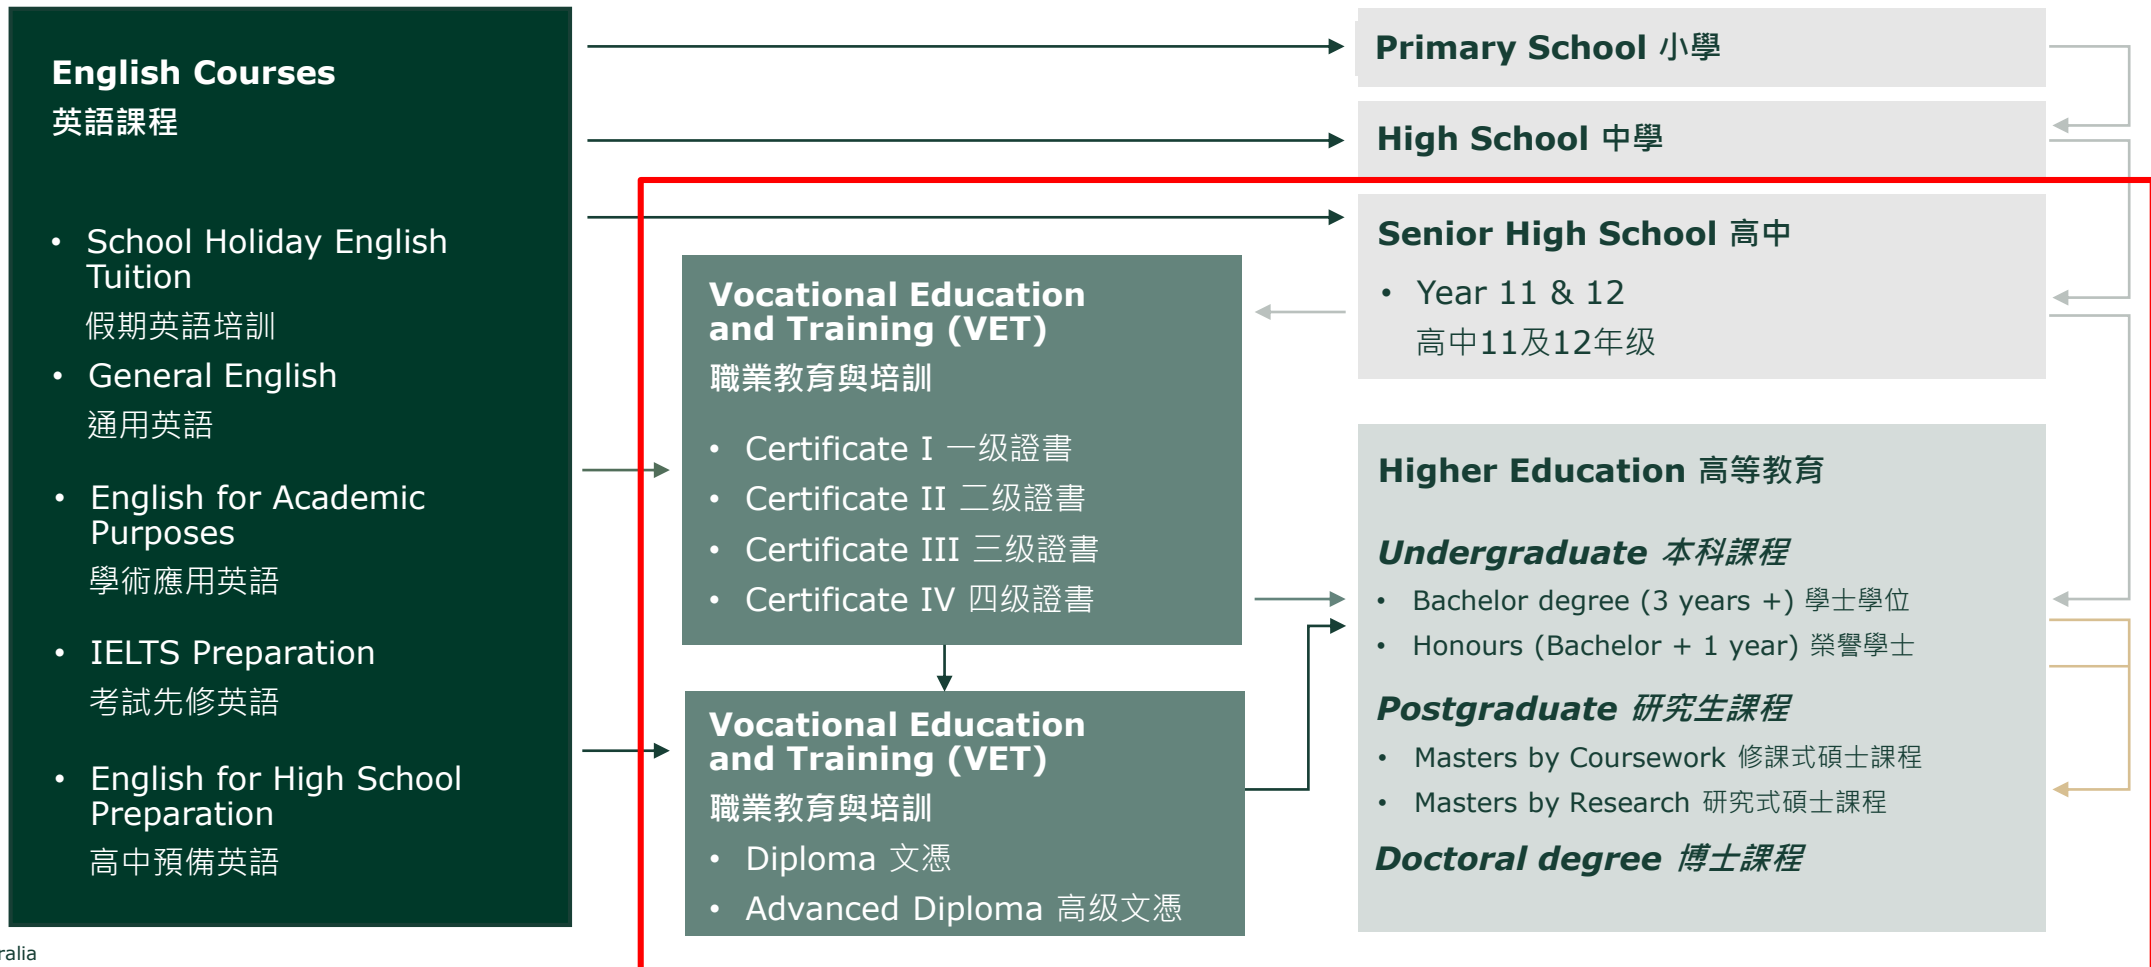 English Courses
英語課程
• School Holiday English
Tuition
假期英語培訓
• General English
通用英語
• English for Academic
Purposes
學術應用英語
• IELTS Preparation
考試先修英語
• English for High School
Preparation
高中預備英語
Vocational Education
and Training (VET)
職業教育與培訓
• Certificate I 一级證書
• Certificate II 二级證書
• Certificate III 三级證書
• Certificate IV 四级證書
Vocational Education
and Training (VET)
職業教育與培訓
• Diploma 文憑
• Advanced Diploma 高级文憑
Primary School 小學
High School 中學
Senior High School 高中
• Year 11 & 12
高中11及12年级
Higher Education 高等教育
Undergraduate 本科課程
• Bachelor degree (3 years +) 學士學位
• Honours (Bachelor + 1 year) 榮譽學士
Postgraduate 研究生課程
• Masters by Coursework 修課式碩士課程
• Masters by Research 研究式碩士課程
Doctoral degree 博士課程
ralia